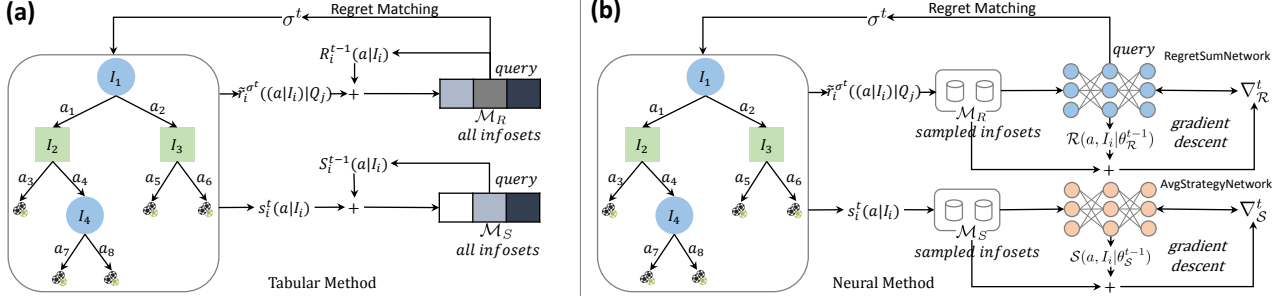 (a)
σ^t
Regret Matching
I_1
a_1
a_2
I_2
I_3
a_3
a_4
a_5
a_6
I_4
a_7
a_8
R_i^{t-1}(a|I_i)
query
r̃_i^{σ^t}((a|I_i)|Q_j)
+
M_R
all infosets
S_i^{t-1}(a|I_i)
query
s_i^t(a|I_i)
+
M_S
all infosets
Tabular Method
(b)
σ^t
Regret Matching
I_1
a_1
a_2
I_2
I_3
a_3
a_4
a_5
a_6
I_4
a_7
a_8
query
RegretSumNetwork
r̃_i^{σ^t}((a|I_i)|Q_j)
M_R
sampled infosets
∇_R^t
R(a, I_i|θ_R^{t-1})
gradient
descent
+
AvgStrategyNetwork
s_i^t(a|I_i)
M_S
sampled infosets
∇_S^t
S(a, I_i|θ_S^{t-1})
gradient
descent
+
Neural Method